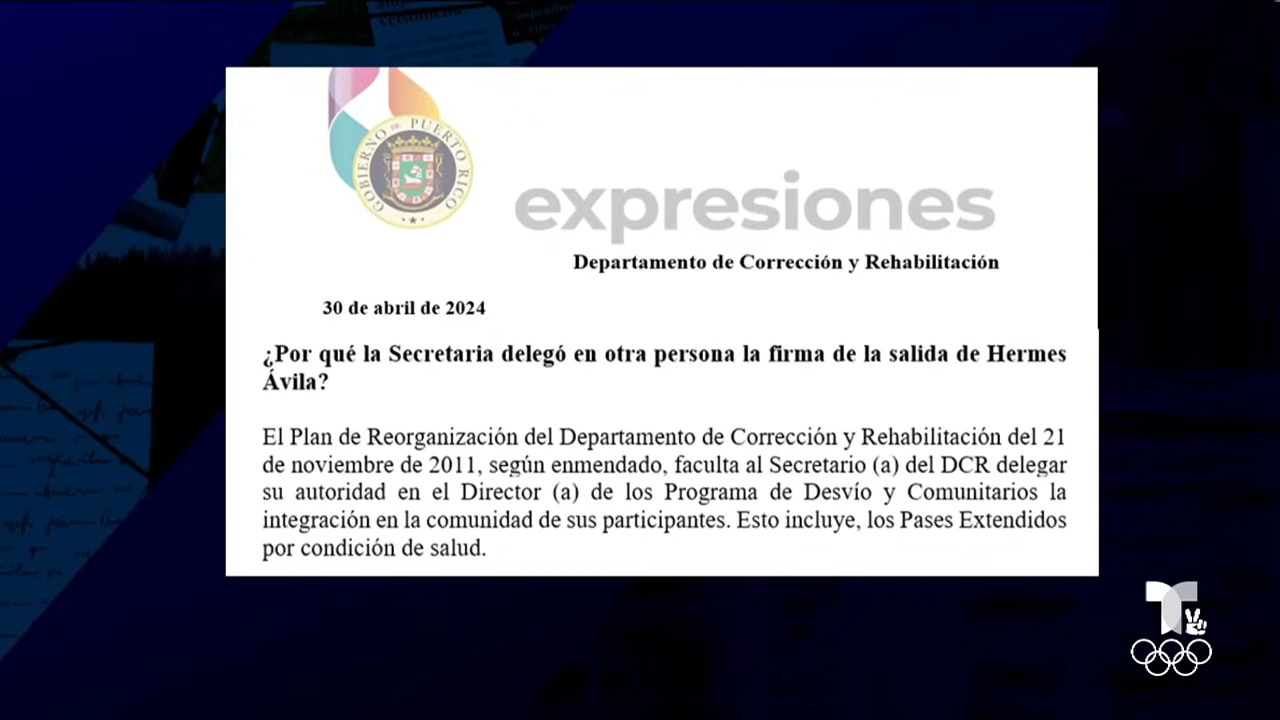 GOBIERNO DE PUERTO RICO
expresiones
Departamento de Corrección y Rehabilitación
30 de abril de 2024
¿Por qué la Secretaria delegó en otra persona la firma de la salida de Hermes
Ávila?
El Plan de Reorganización del Departamento de Corrección y Rehabilitación del 21
de noviembre de 2011, según enmendado, faculta al Secretario (a) del DCR delegar
su autoridad en el Director (a) de los Programa de Desvío y Comunitarios la
integración en la comunidad de sus participantes. Esto incluye, los Pases Extendidos
por condición de salud.